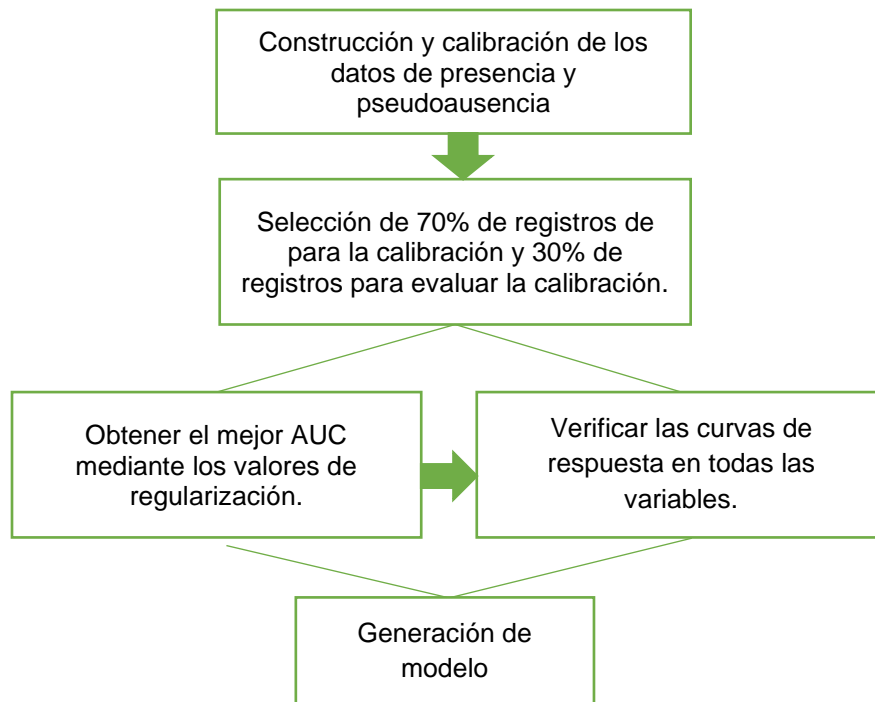 Construcción y calibración de los
datos de presencia y
pseudoausencia
Selección de 70% de registros de
para la calibración y 30% de
registros para evaluar la calibración.
Obtener el mejor AUC
mediante los valores de
regularización.
Verificar las curvas de
respuesta en todas las
variables.
Generación de
modelo